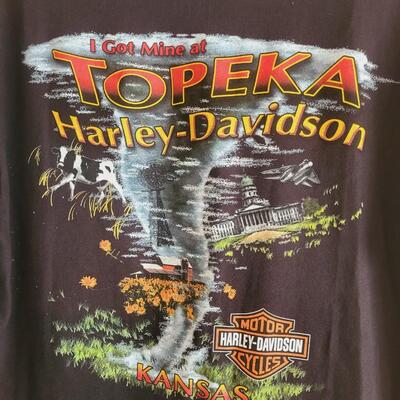 I Got Mine at
TOPEKA
Harley-Davidson
MOTOR
HARLEY-DAVIDSON
CYCLES
KANSAS